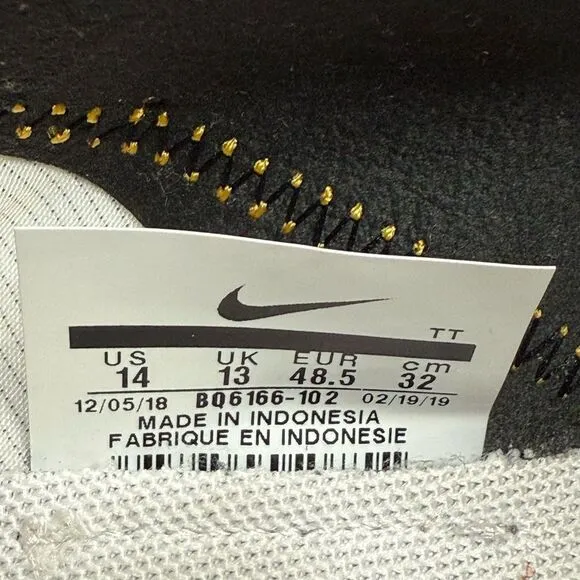 TT
US UK EUR cm
14 13 48.5 32
12/05/18 BQ6166-102 02/19/19
MADE IN INDONESIA
FABRIQUE EN INDONESIE